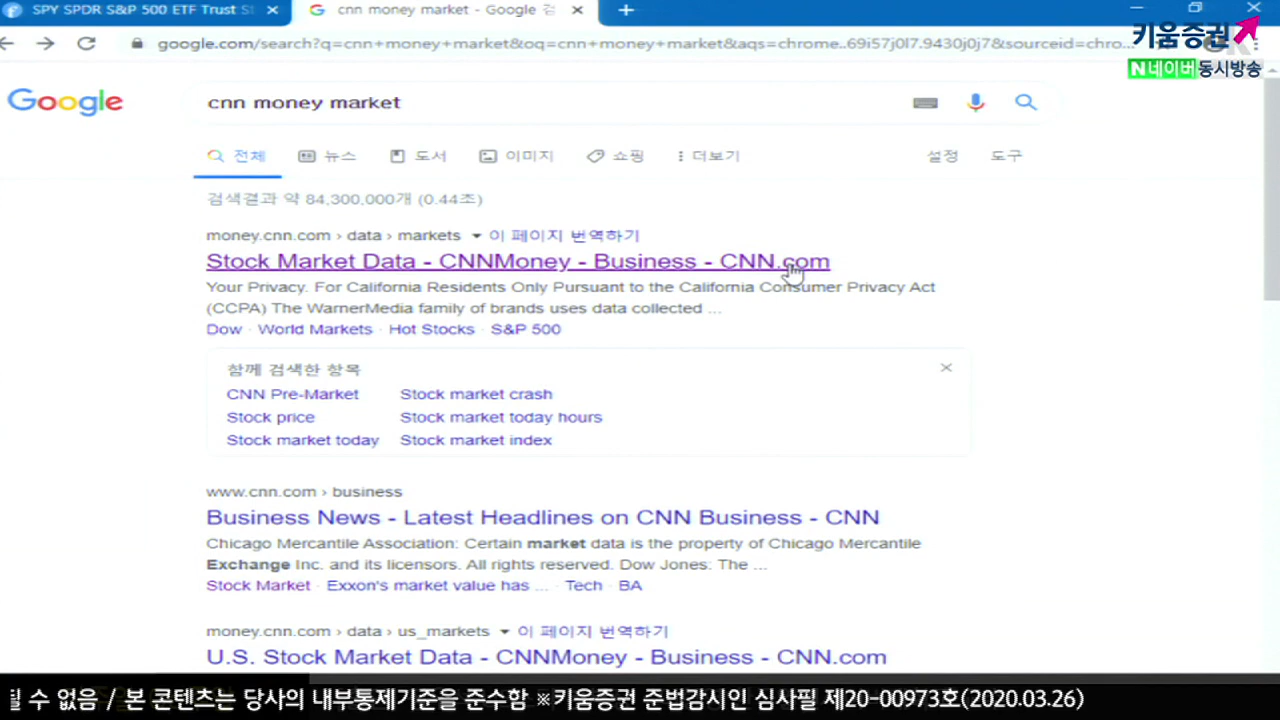 SPY SPDR S&P 500 ETF Trust S
cnn money market - Google 검
google.com/search?q=cnn+money+market&oq=cnn+money+market&aqs=chrome..69i57j0l7.9430j0j7&sourceid=chro...
키움증권
N네이버 동시방송
Google
cnn money market
전체 뉴스 도서 이미지 쇼핑 더보기 설정 도구
검색결과 약 84,300,000개 (0.44초)
money.cnn.com › data › markets ▼ 이 페이지 번역하기
Stock Market Data - CNNMoney - Business - CNN.com
Your Privacy. For California Residents Only Pursuant to the California Consumer Privacy Act
(CCPA) The WarnerMedia family of brands uses data collected ...
Dow · World Markets · Hot Stocks · S&P 500
함께 검색한 항목
CNN Pre-Market Stock market crash
Stock price Stock market today hours
Stock market today Stock market index
www.cnn.com › business
Business News - Latest Headlines on CNN Business - CNN
Chicago Mercantile Association: Certain market data is the property of Chicago Mercantile
Exchange Inc. and its licensors. All rights reserved. Dow Jones: The ...
Stock Market · Exxon's market value has ... · Tech · BA
money.cnn.com › data › us_markets ▼ 이 페이지 번역하기
U.S. Stock Market Data - CNNMoney - Business - CNN.com
수 없음 / 본 콘텐츠는 당사의 내부통제기준을 준수함 ※키움증권 준법감시인 심사필 제20-00973호(2020.03.26)